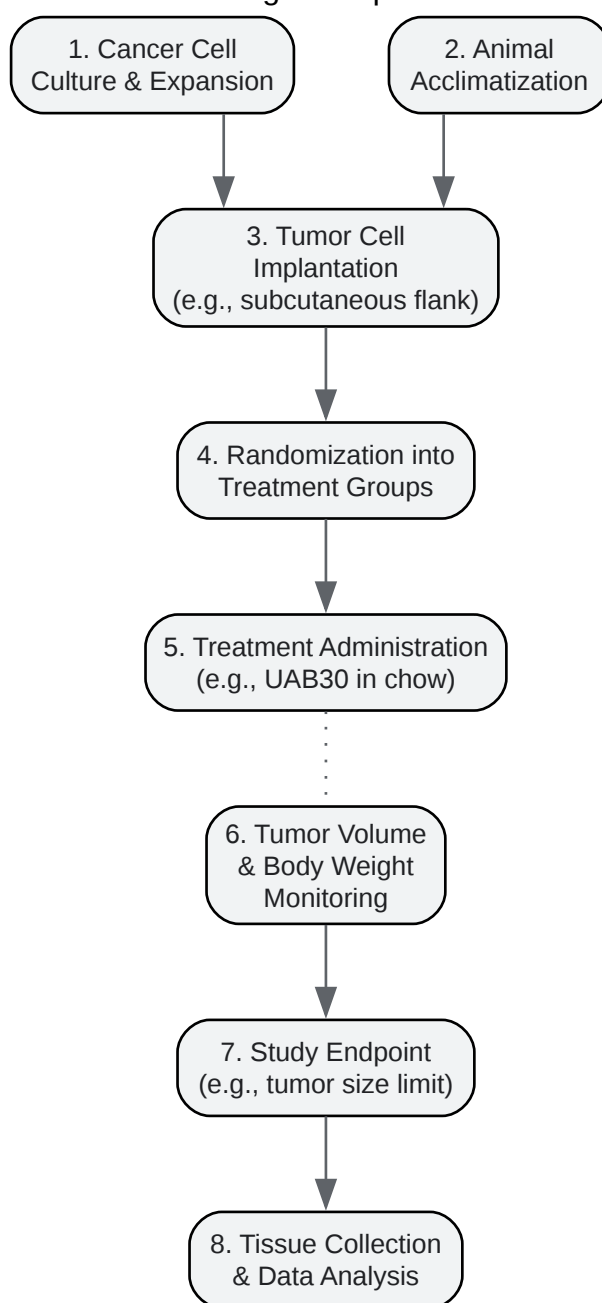 1. Cancer Cell
Culture & Expansion
2. Animal
Acclimatization
3. Tumor Cell
Implantation
(e.g., subcutaneous flank)
4. Randomization into
Treatment Groups
5. Treatment Administration
(e.g., UAB30 in chow)
6. Tumor Volume
& Body Weight
Monitoring
7. Study Endpoint
(e.g., tumor size limit)
8. Tissue Collection
& Data Analysis